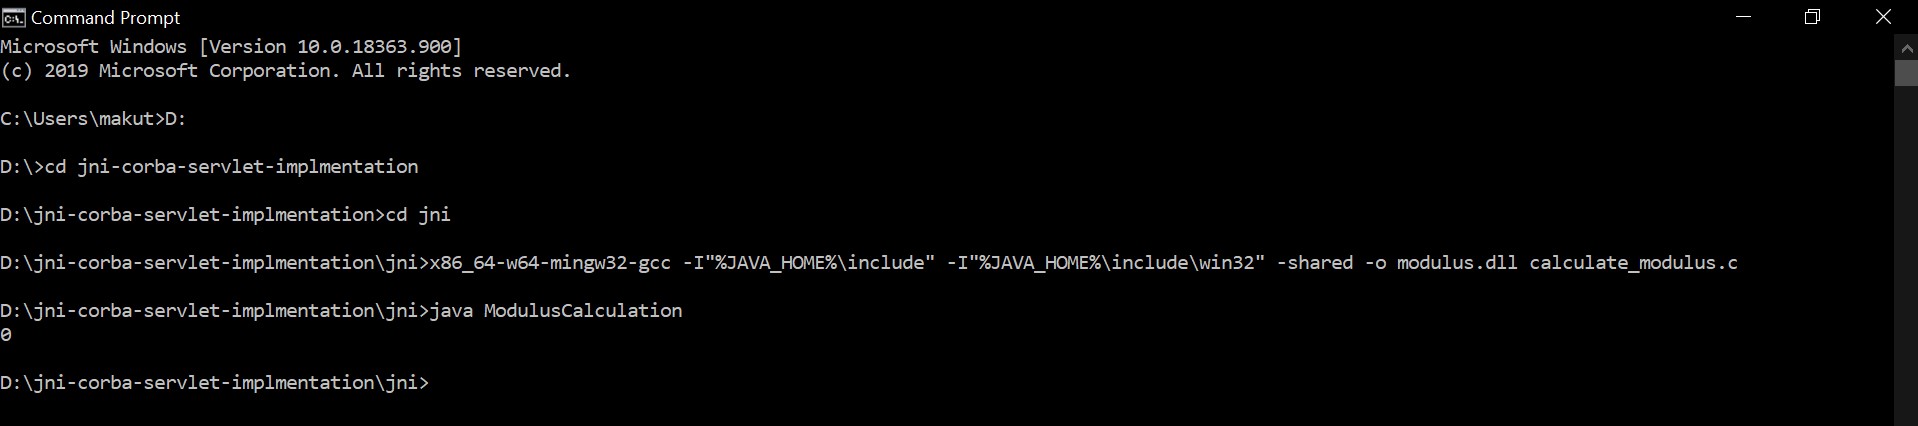 Command Prompt
Microsoft Windows [Version 10.0.18363.900]
(c) 2019 Microsoft Corporation. All rights reserved.
C:\Users\makut>D:
D:\>cd jni-corba-servlet-implmentation
D:\jni-corba-servlet-implmentation>cd jni
D:\jni-corba-servlet-implmentation\jni>x86_64-w64-mingw32-gcc -I"%JAVA_HOME%\include" -I"%JAVA_HOME%\include\win32" -shared -o modulus.dll calculate_modulus.c
D:\jni-corba-servlet-implmentation\jni>java ModulusCalculation
0
D:\jni-corba-servlet-implmentation\jni>